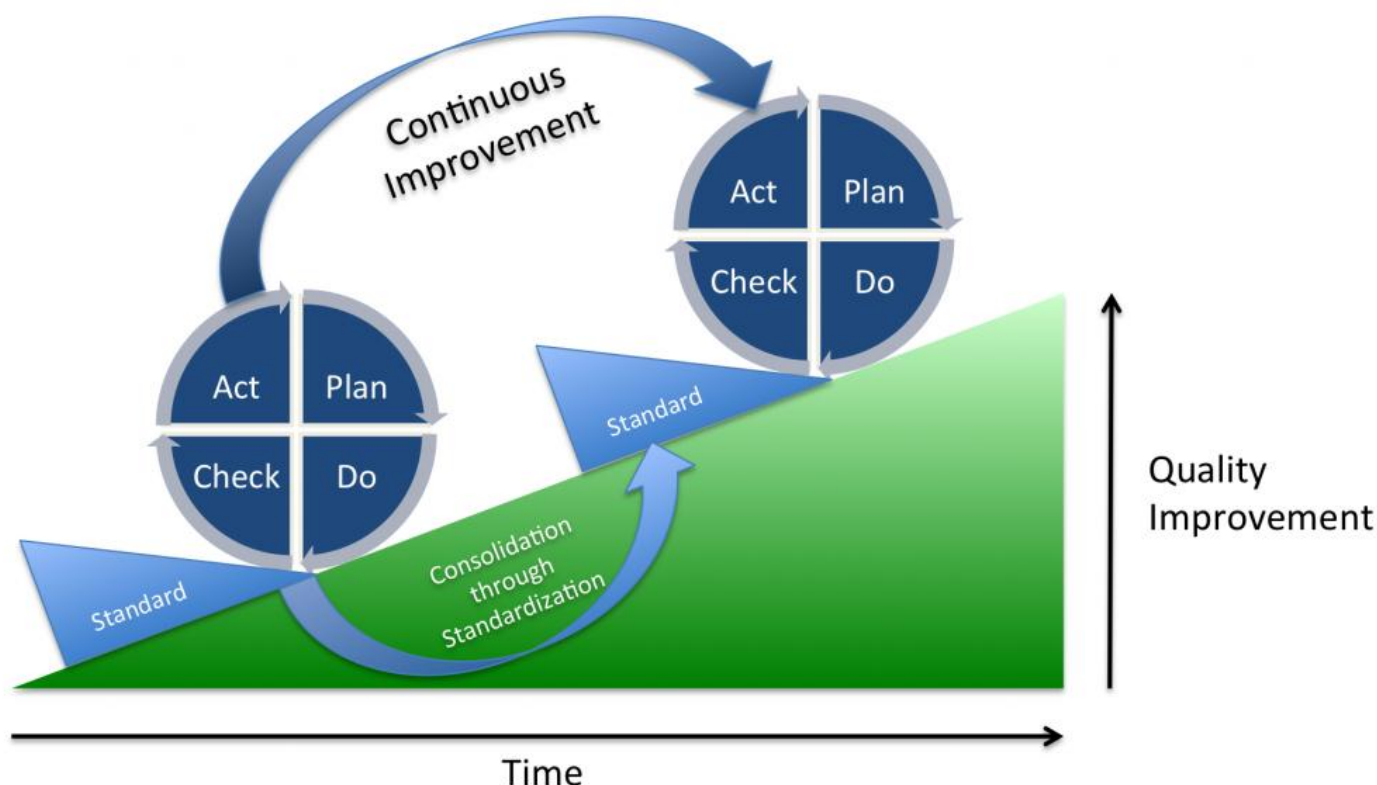 Continuous
Improvement
Act
Plan
Check
Do
Act
Plan
Check
Do
Standard
Standard
Consolidation
through
Standardization
Quality
Improvement
Time